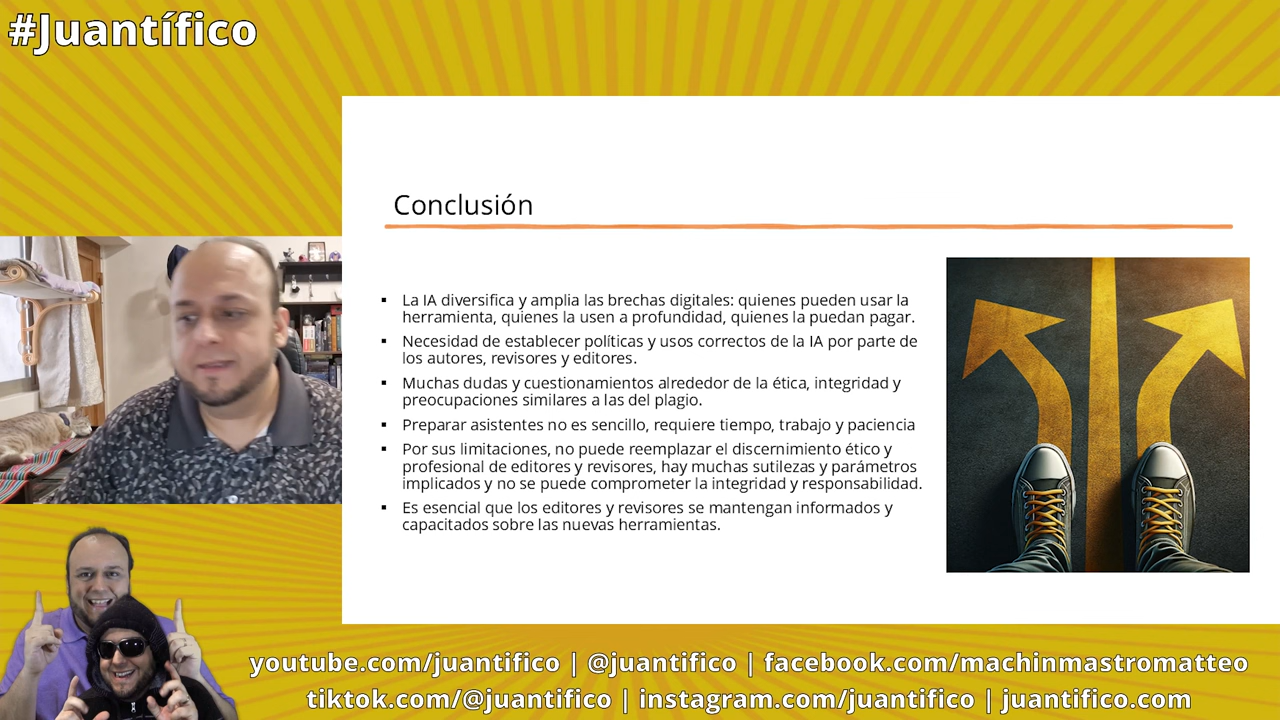 #Juantífico
Conclusión
▪ La IA diversifica y amplia las brechas digitales: quienes pueden usar la
herramienta, quienes la usen a profundidad, quienes la puedan pagar.
▪ Necesidad de establecer políticas y usos correctos de la IA por parte de
los autores, revisores y editores.
▪ Muchas dudas y cuestionamientos alrededor de la ética, integridad y
preocupaciones similares a las del plagio.
▪ Preparar asistentes no es sencillo, requiere tiempo, trabajo y paciencia
▪ Por sus limitaciones, no puede reemplazar el discernimiento ético y
profesional de editores y revisores, hay muchas sutilezas y parámetros
implicados y no se puede comprometer la integridad y responsabilidad.
▪ Es esencial que los editores y revisores se mantengan informados y
capacitados sobre las nuevas herramientas.
youtube.com/juantifico | @juantifico | facebook.com/machinmastromatteo
tiktok.com/@juantifico | instagram.com/juantifico | juantifico.com